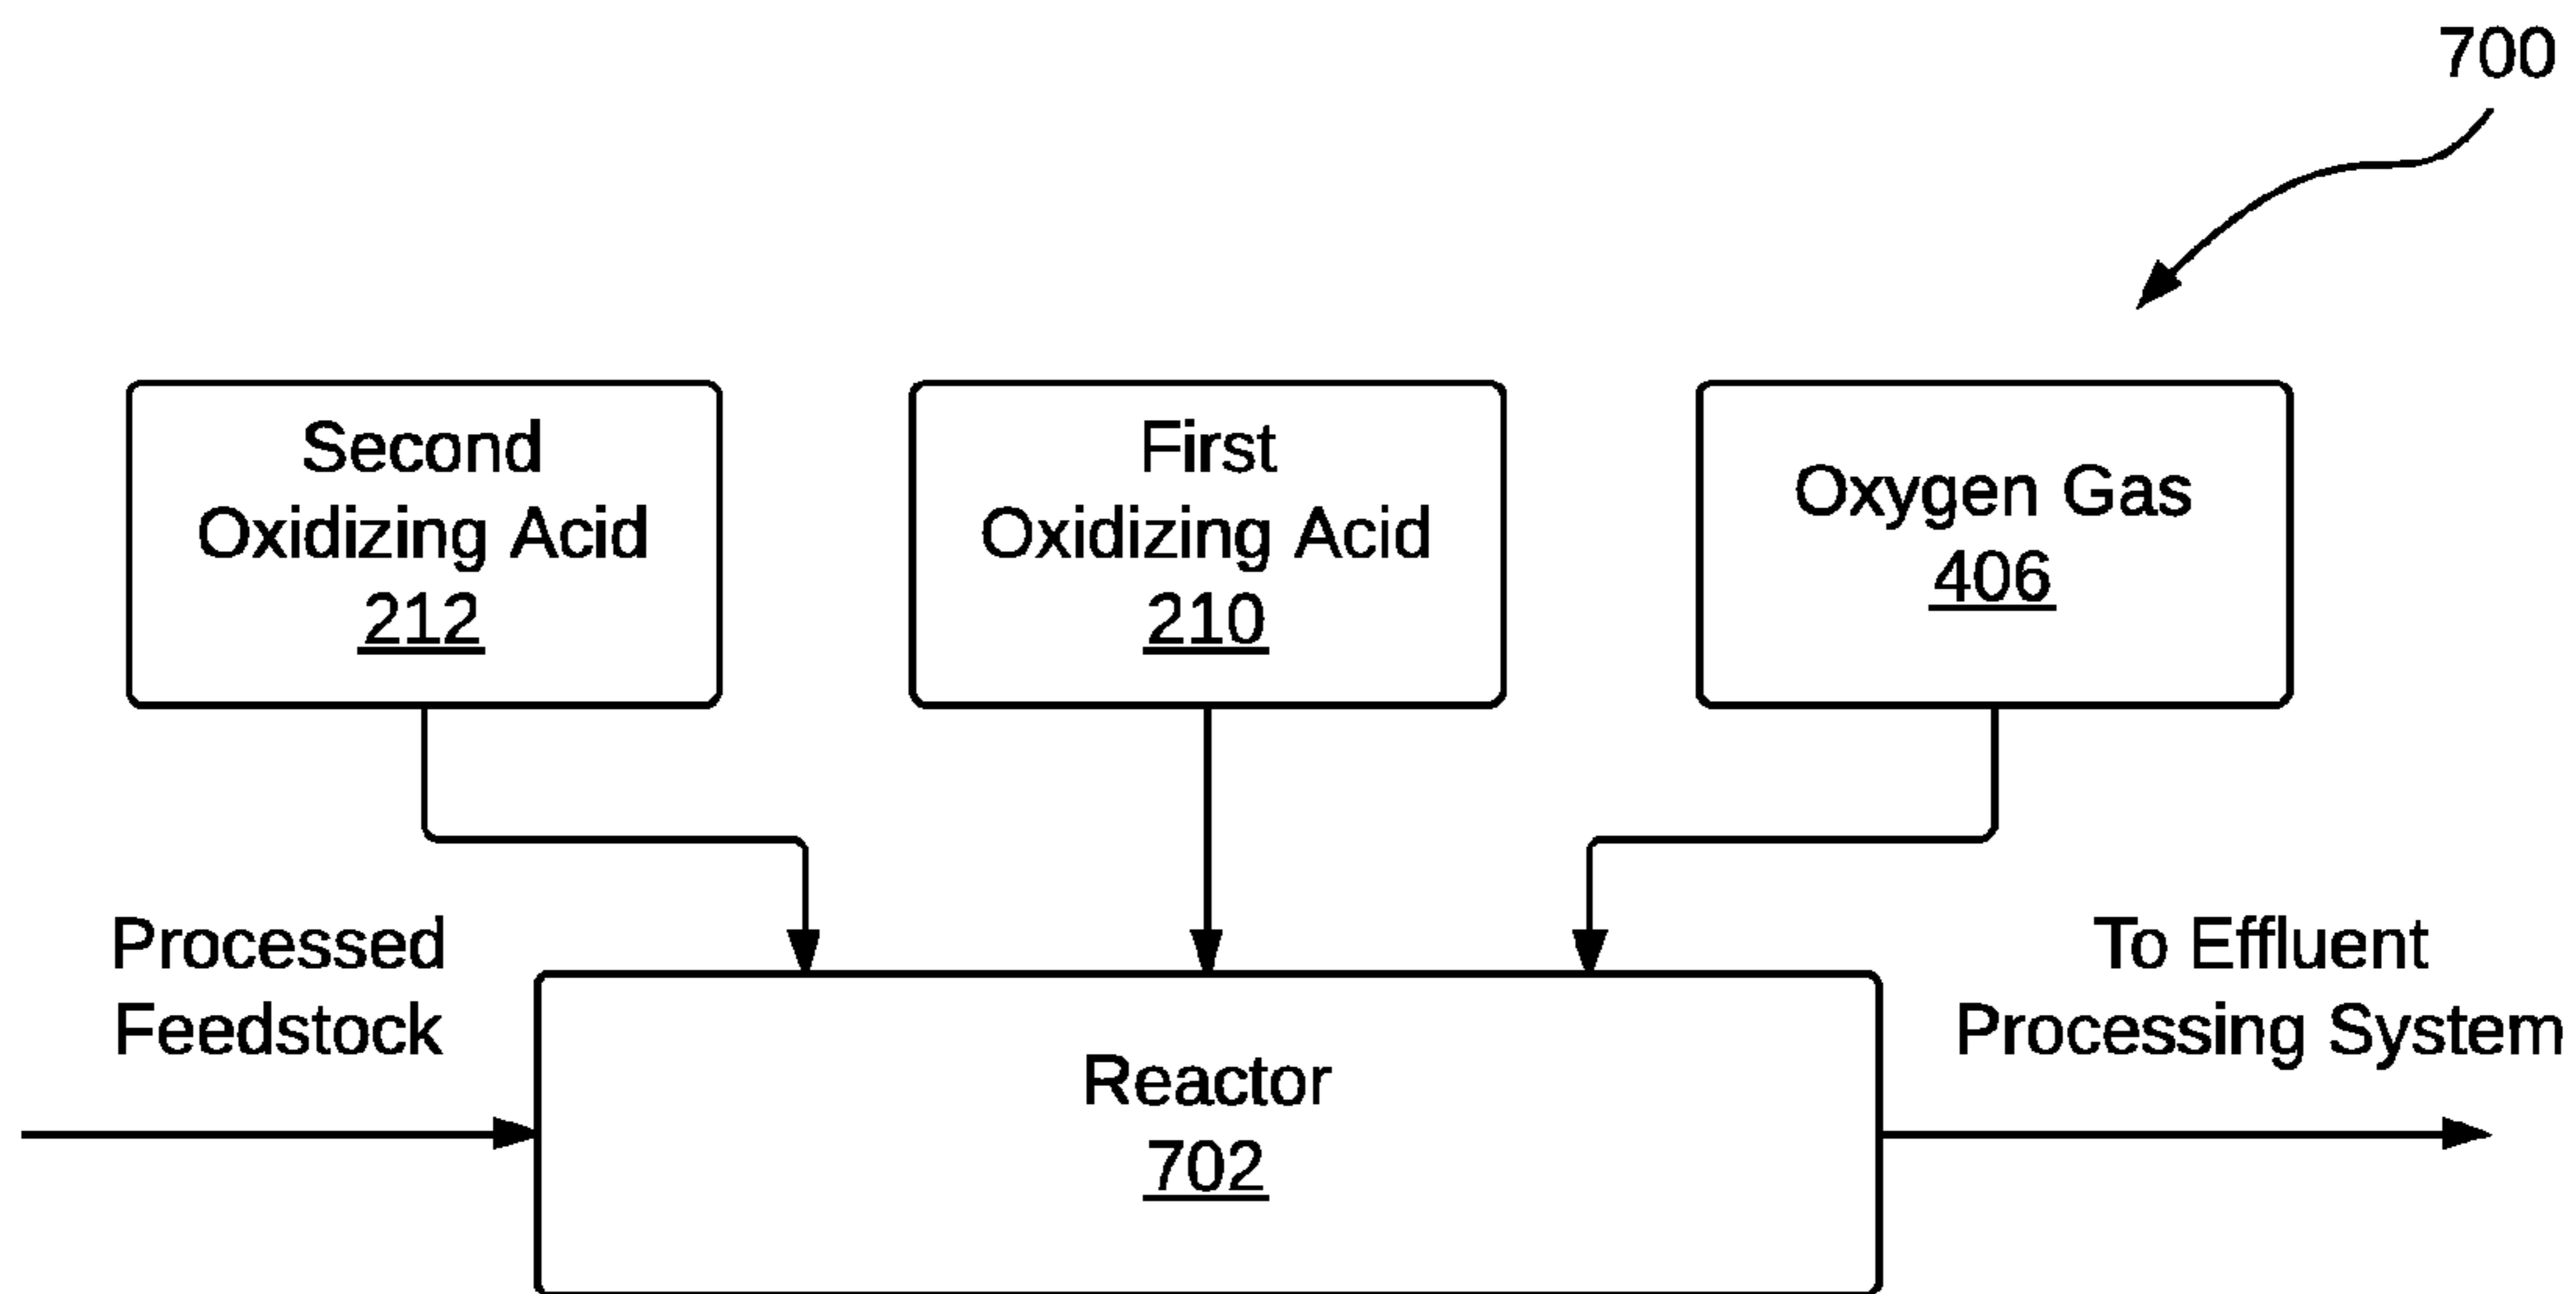 700
Second
Oxidizing Acid
212
First
Oxidizing Acid
210
Oxygen Gas
406
Processed
Feedstock
To Effluent
Processing System
Reactor
702